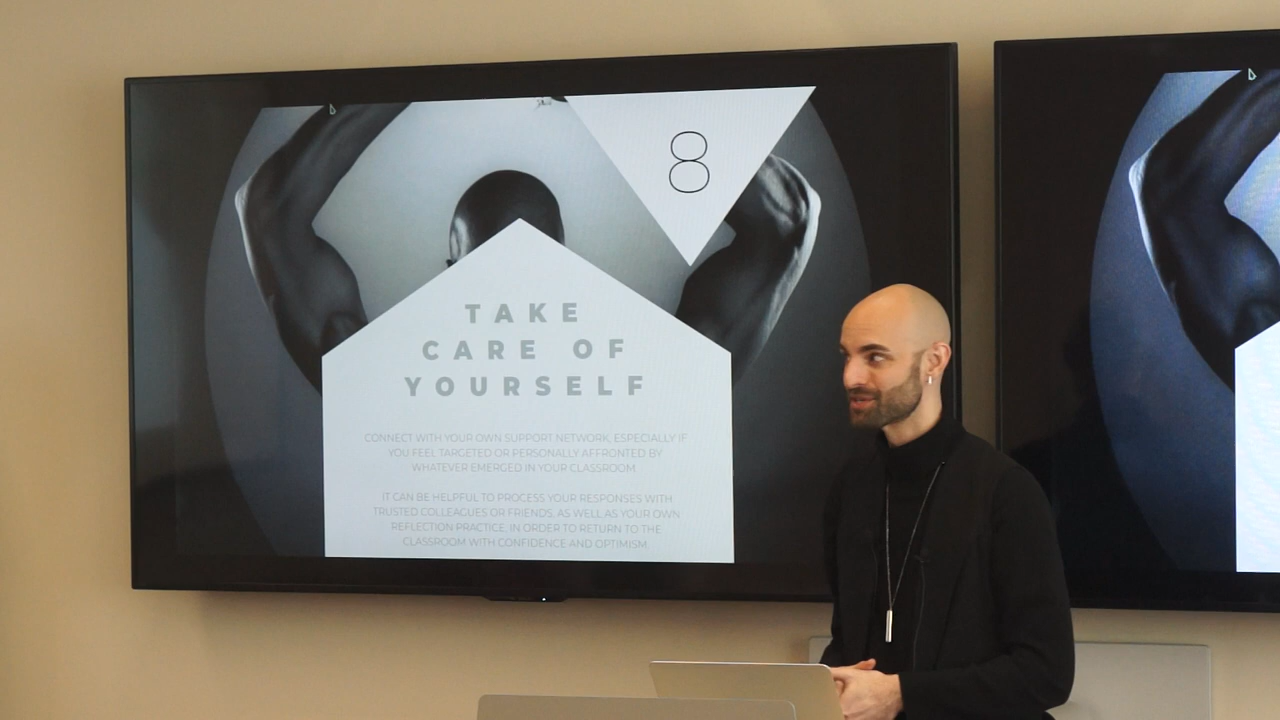 8
TAKE
CARE OF
YOURSELF
CONNECT WITH YOUR OWN SUPPORT NETWORK, ESPECIALLY IF
YOU FEEL TARGETED OR PERSONALLY AFFRONTED BY
WHATEVER EMERGED IN YOUR CLASSROOM.
IT CAN BE HELPFUL TO PROCESS YOUR RESPONSES WITH
TRUSTED COLLEAGUES OR FRIENDS, AS WELL AS YOUR OWN
REFLECTION PRACTICE, IN ORDER TO RETURN TO THE
CLASSROOM WITH CONFIDENCE AND OPTIMISM.